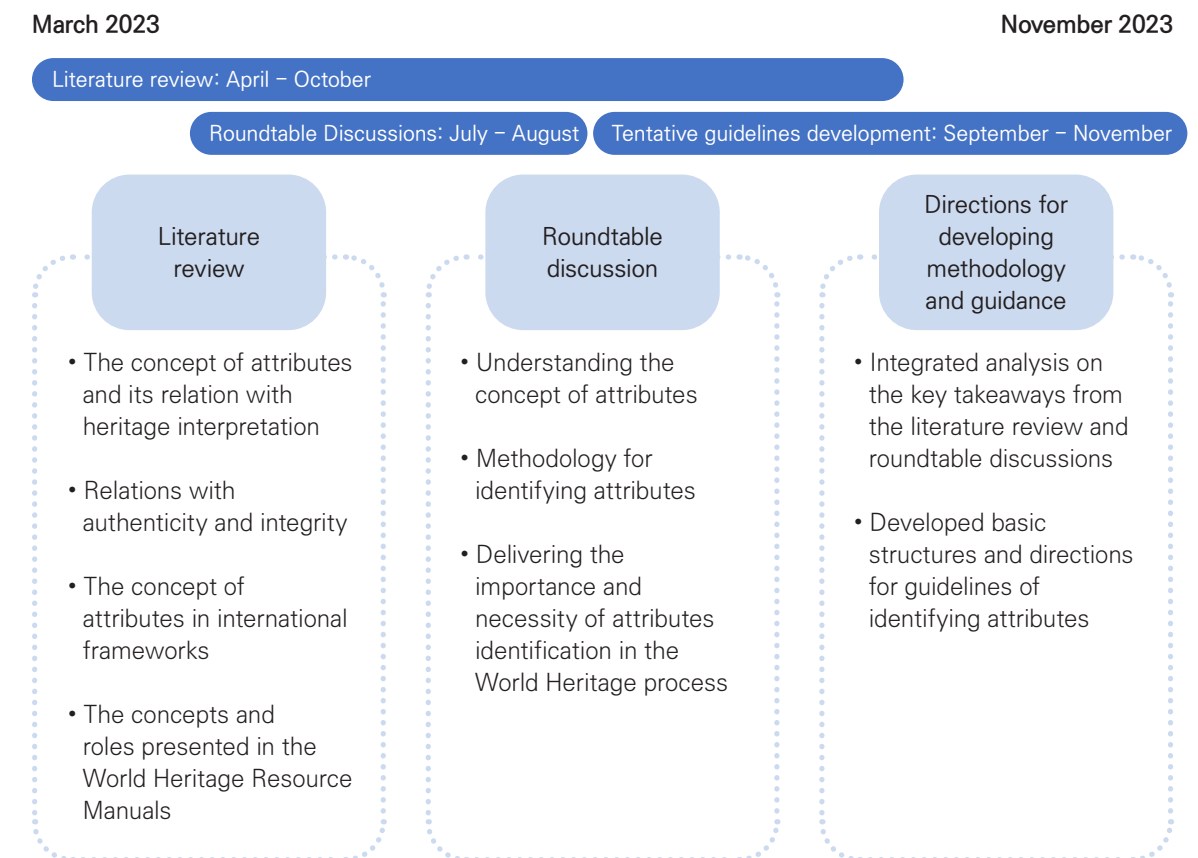 March 2023
November 2023
Literature review: April – October
Roundtable Discussions: July – August
Tentative guidelines development: September – November
Literature
review
• The concept of attributes
and its relation with
heritage interpretation
• Relations with
authenticity and integrity
• The concept of
attributes in international
frameworks
• The concepts and
roles presented in the
World Heritage Resource
Manuals
Roundtable
discussion
• Understanding the
concept of attributes
• Methodology for
identifying attributes
• Delivering the
importance and
necessity of attributes
identification in the
World Heritage process
Directions for
developing
methodology
and guidance
• Integrated analysis on
the key takeaways from
the literature review and
roundtable discussions
• Developed basic
structures and directions
for guidelines of
identifying attributes